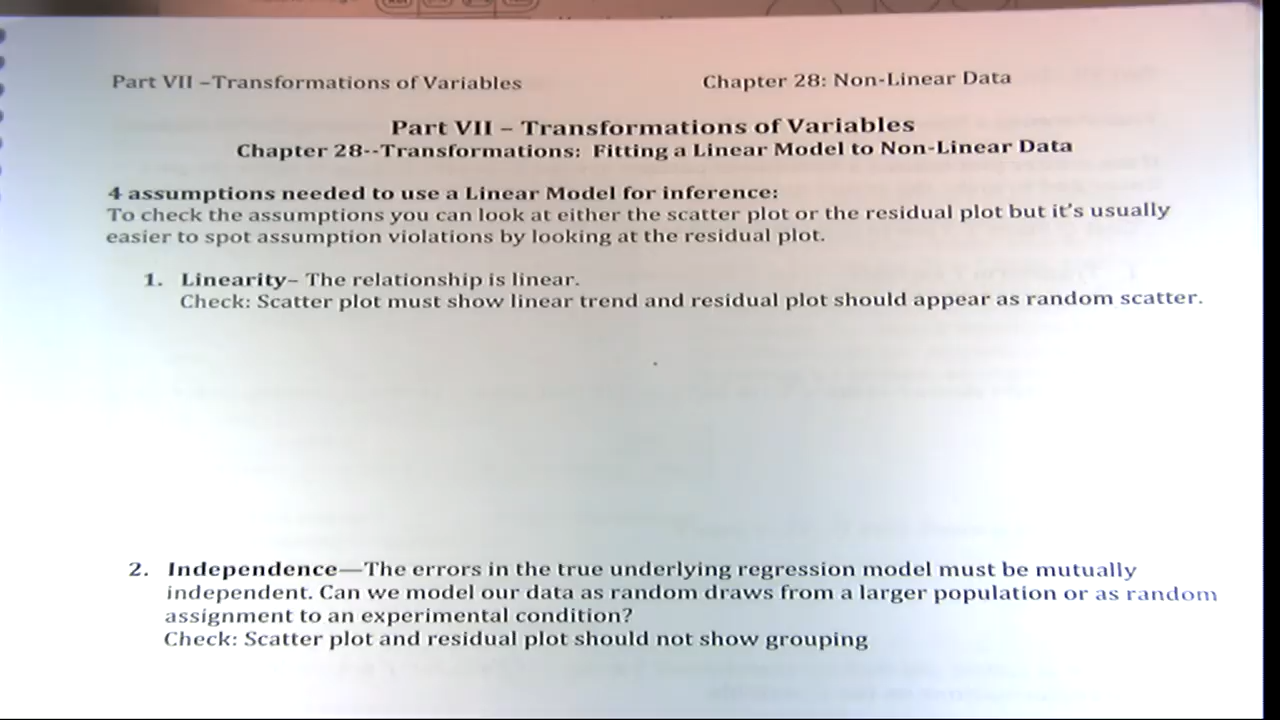 Part VII –Transformations of Variables Chapter 28: Non-Linear Data
Part VII – Transformations of Variables
Chapter 28--Transformations: Fitting a Linear Model to Non-Linear Data
4 assumptions needed to use a Linear Model for inference:
To check the assumptions you can look at either the scatter plot or the residual plot but it's usually
easier to spot assumption violations by looking at the residual plot.
1. Linearity– The relationship is linear.
Check: Scatter plot must show linear trend and residual plot should appear as random scatter.
2. Independence—The errors in the true underlying regression model must be mutually
independent. Can we model our data as random draws from a larger population or as random
assignment to an experimental condition?
Check: Scatter plot and residual plot should not show grouping